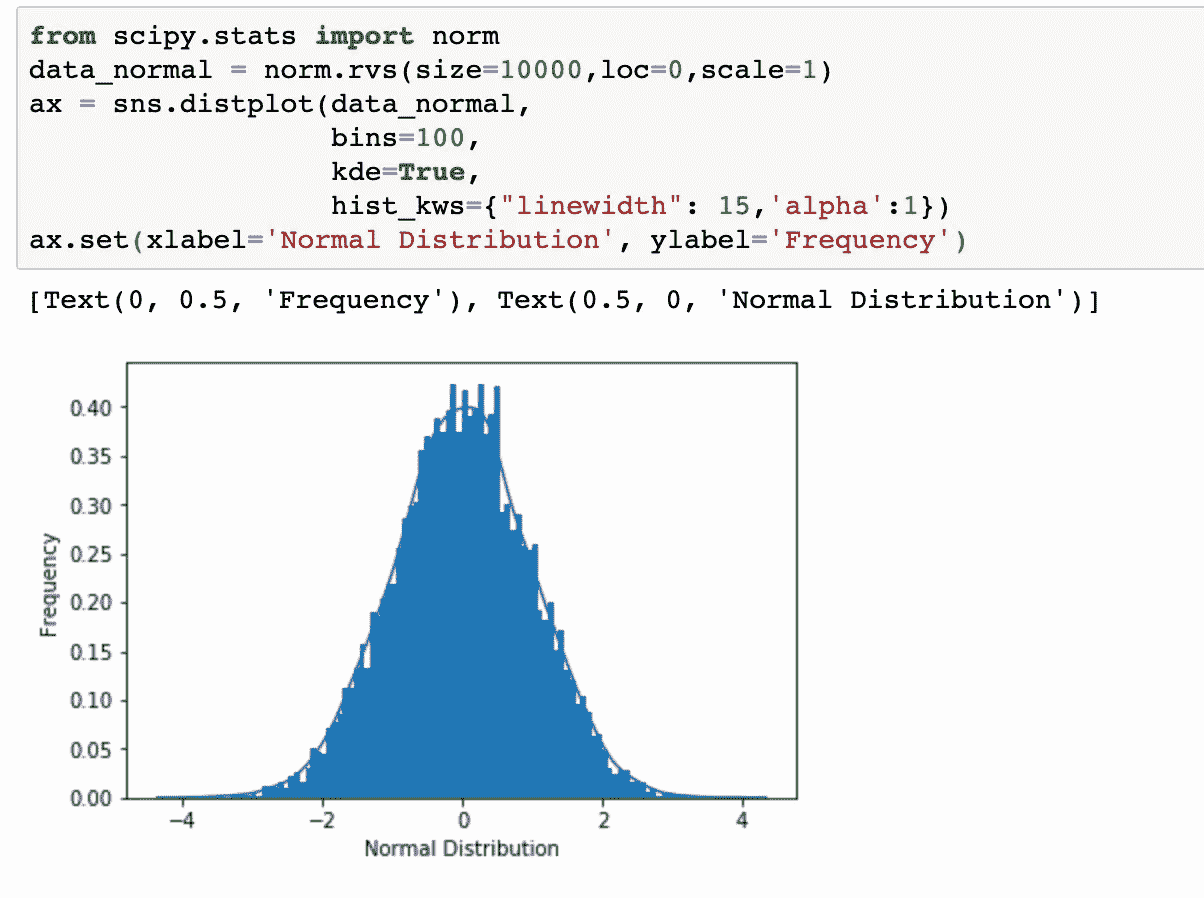 from scipy.stats import norm
data_normal = norm.rvs(size=10000,loc=0,scale=1)
ax = sns.distplot(data_normal,
                  bins=100,
                  kde=True,
                  hist_kws={"linewidth": 15,'alpha':1})
ax.set(xlabel='Normal Distribution', ylabel='Frequency')
[Text(0, 0.5, 'Frequency'), Text(0.5, 0, 'Normal Distribution')]
0.40
0.35
0.30
0.25
0.20
0.15
0.10
0.05
0.00
Frequency
−4 −2 0 2 4
Normal Distribution